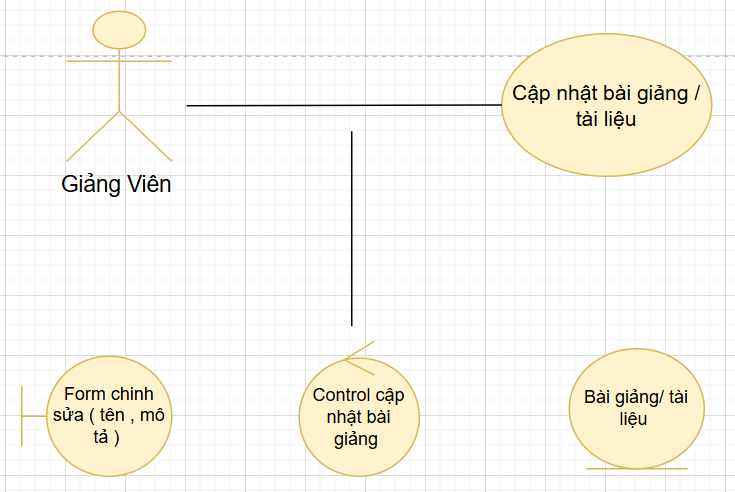 Cập nhật bài giảng /
tài liệu
Giảng Viên
Form chinh
sửa ( tên , mô
tả )
Control cập
nhật bài
giảng
Bài giảng/ tài
liệu